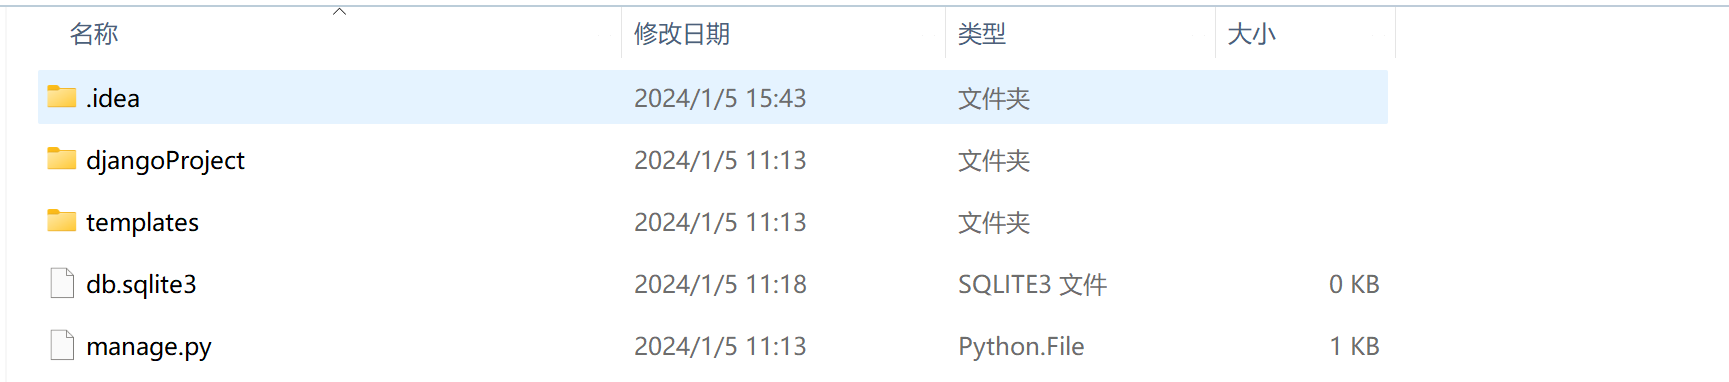 名称 修改日期 类型 大小
.idea 2024/1/5 15:43 文件夹
djangoProject 2024/1/5 11:13 文件夹
templates 2024/1/5 11:13 文件夹
db.sqlite3 2024/1/5 11:18 SQLITE3 文件 0 KB
manage.py 2024/1/5 11:13 Python.File 1 KB